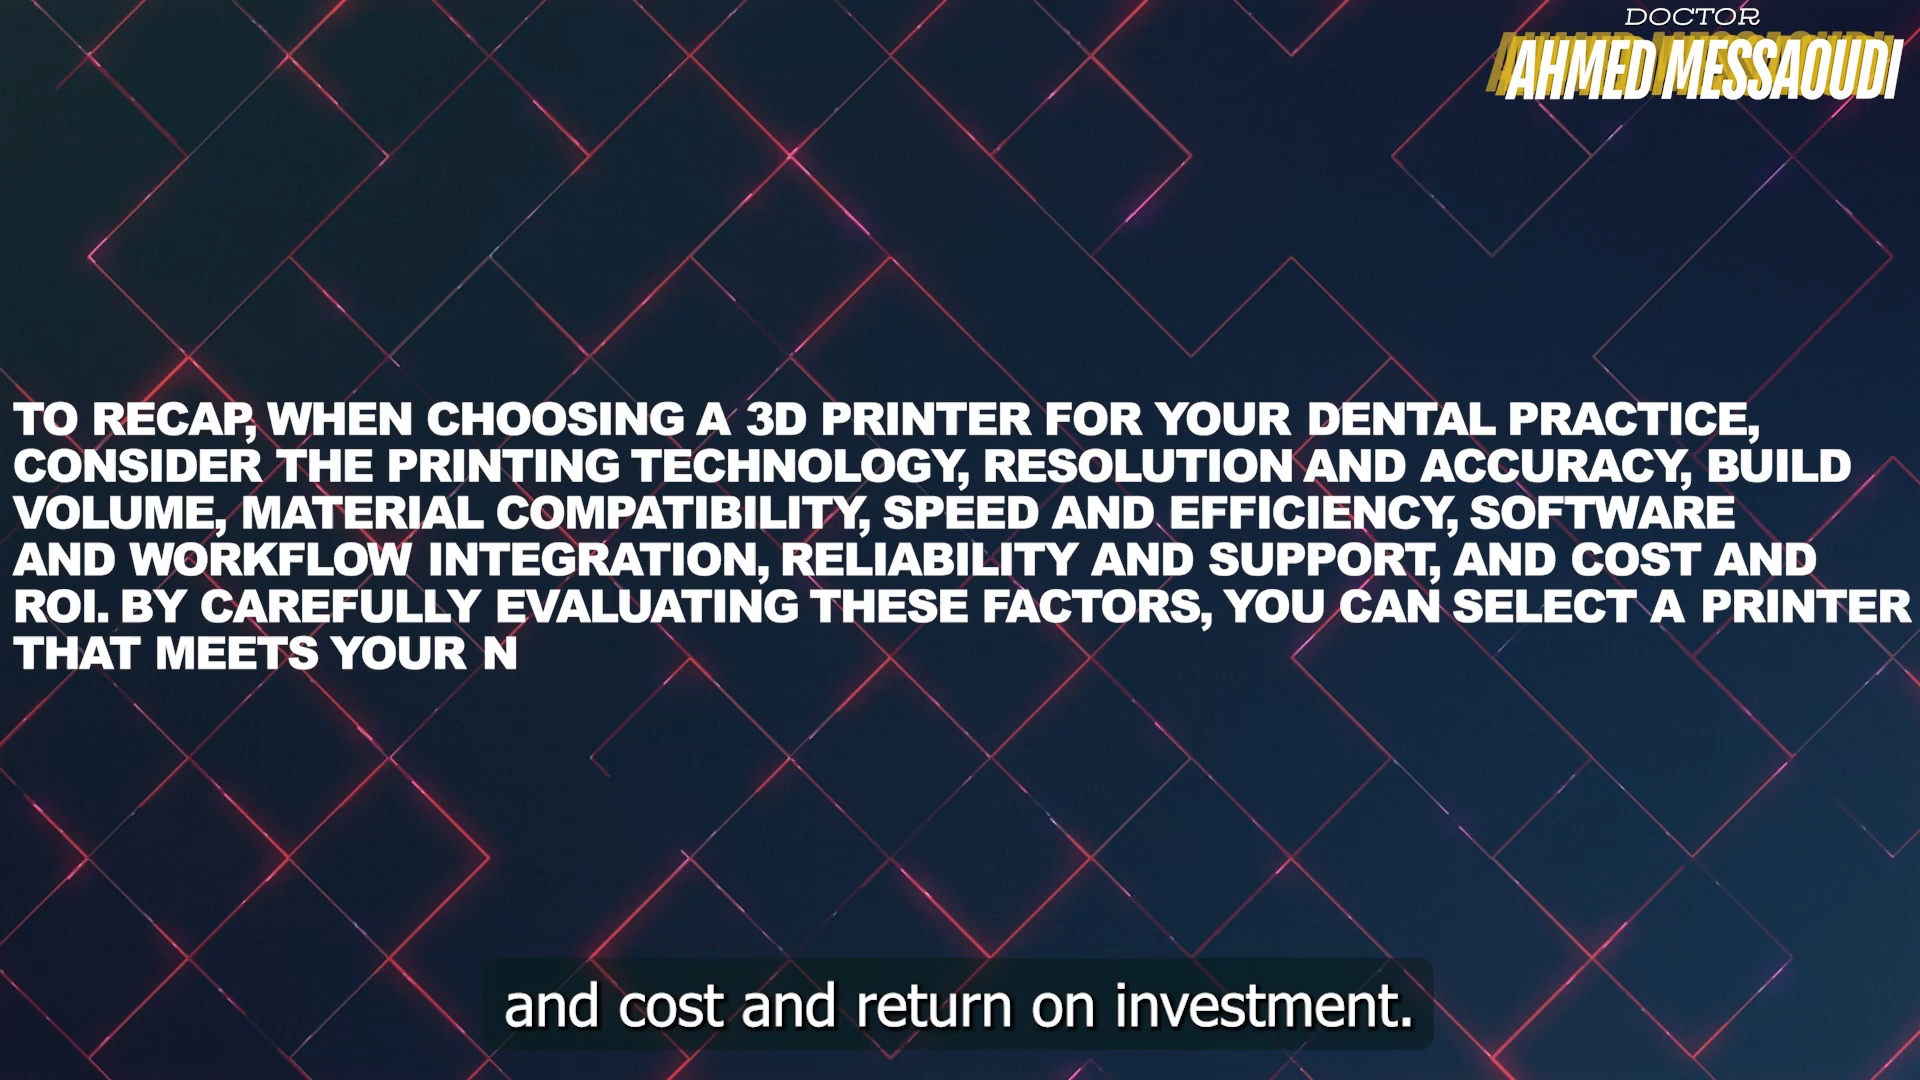 DOCTOR
AHMED MESSAOUDI
TO RECAP, WHEN CHOOSING A 3D PRINTER FOR YOUR DENTAL PRACTICE,
CONSIDER THE PRINTING TECHNOLOGY, RESOLUTION AND ACCURACY, BUILD
VOLUME, MATERIAL COMPATIBILITY, SPEED AND EFFICIENCY, SOFTWARE
AND WORKFLOW INTEGRATION, RELIABILITY AND SUPPORT, AND COST AND
ROI. BY CAREFULLY EVALUATING THESE FACTORS, YOU CAN SELECT A PRINTER
THAT MEETS YOUR N
and cost and return on investment.